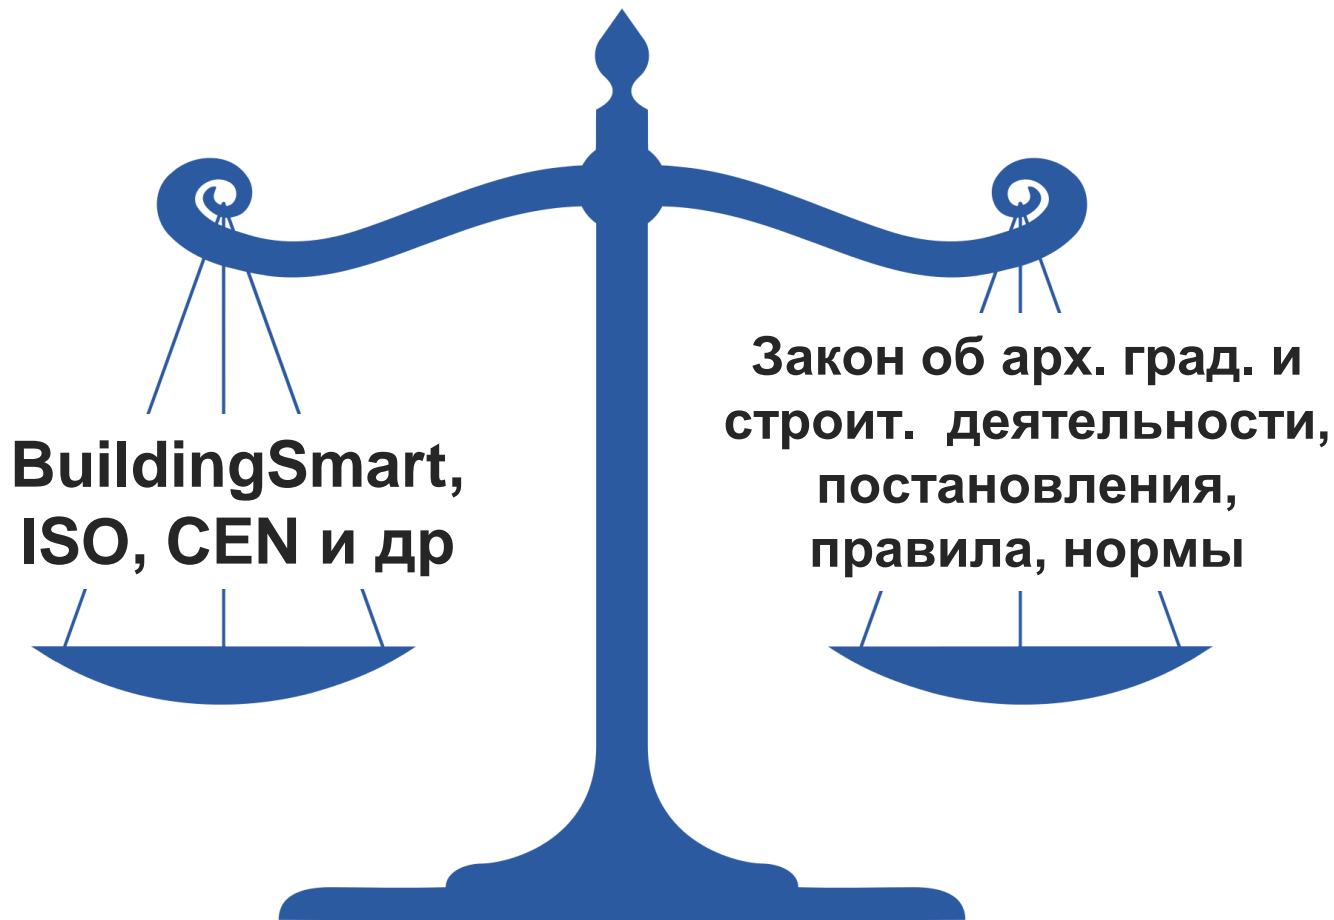 BuildingSmart,
ISO, CEN и др
Закон об арх. град. и
строит. деятельности,
постановления,
правила, нормы